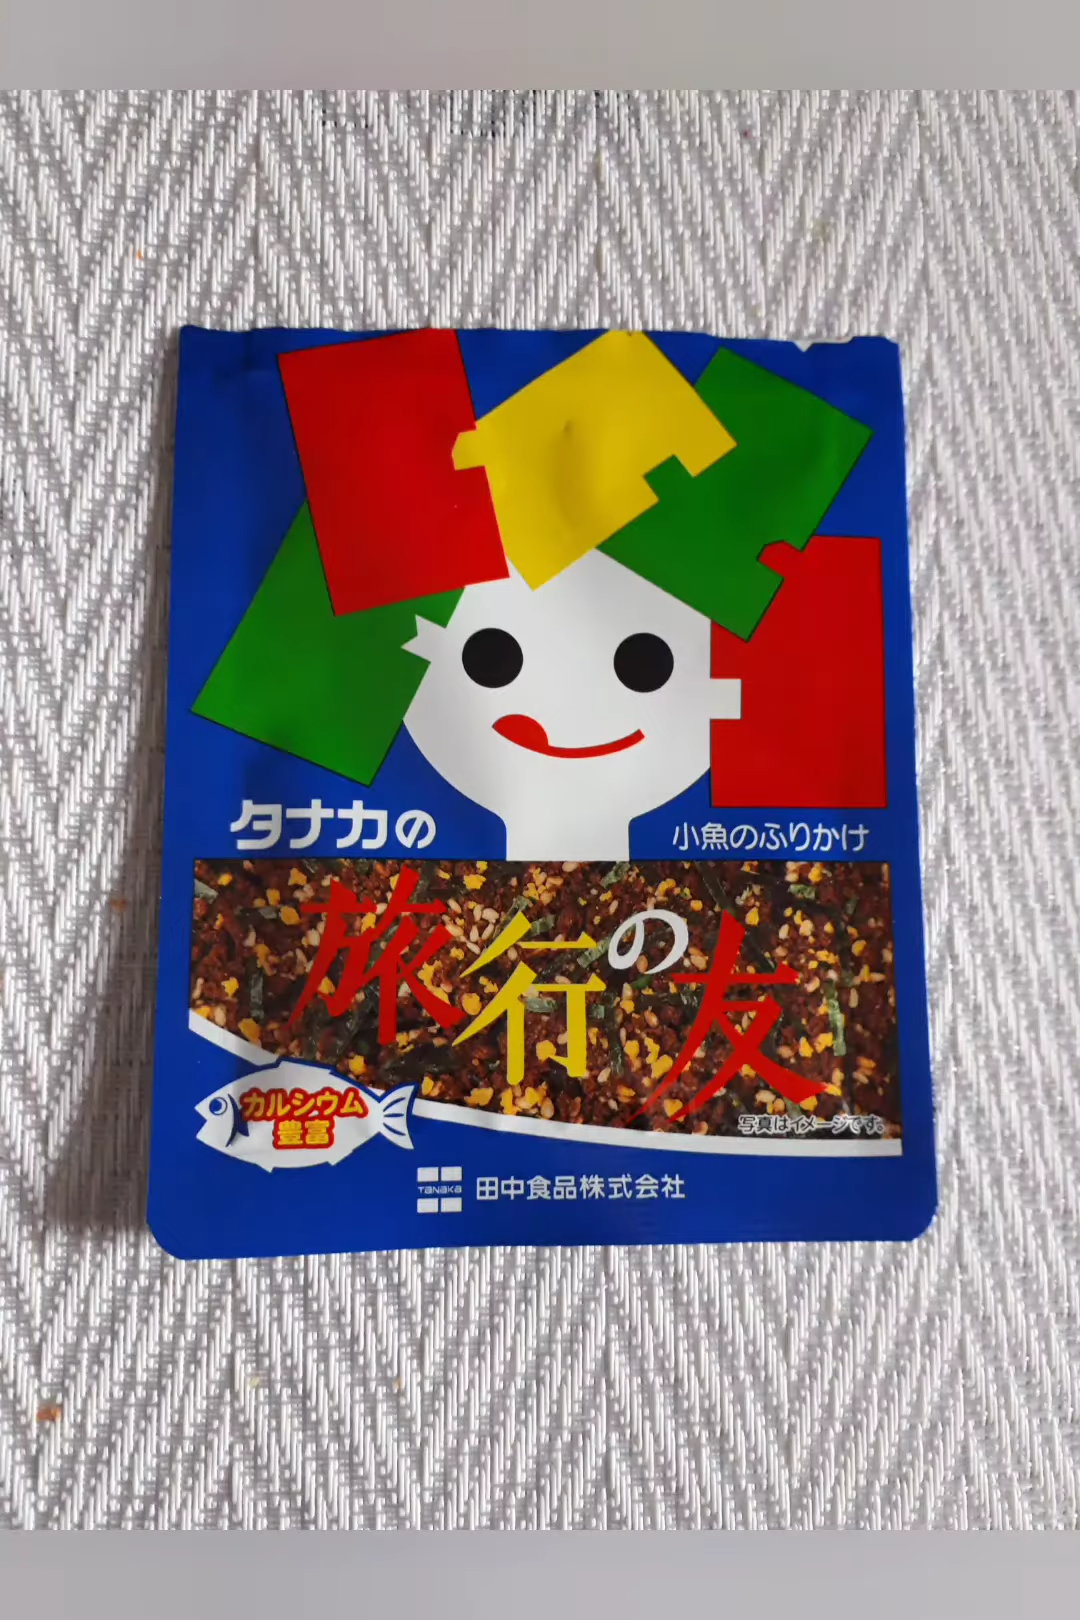 タナカの
小魚のふりかけ
旅行の友
カルシウム
豊富
写真はイメージです。
TANAKA
田中食品株式会社